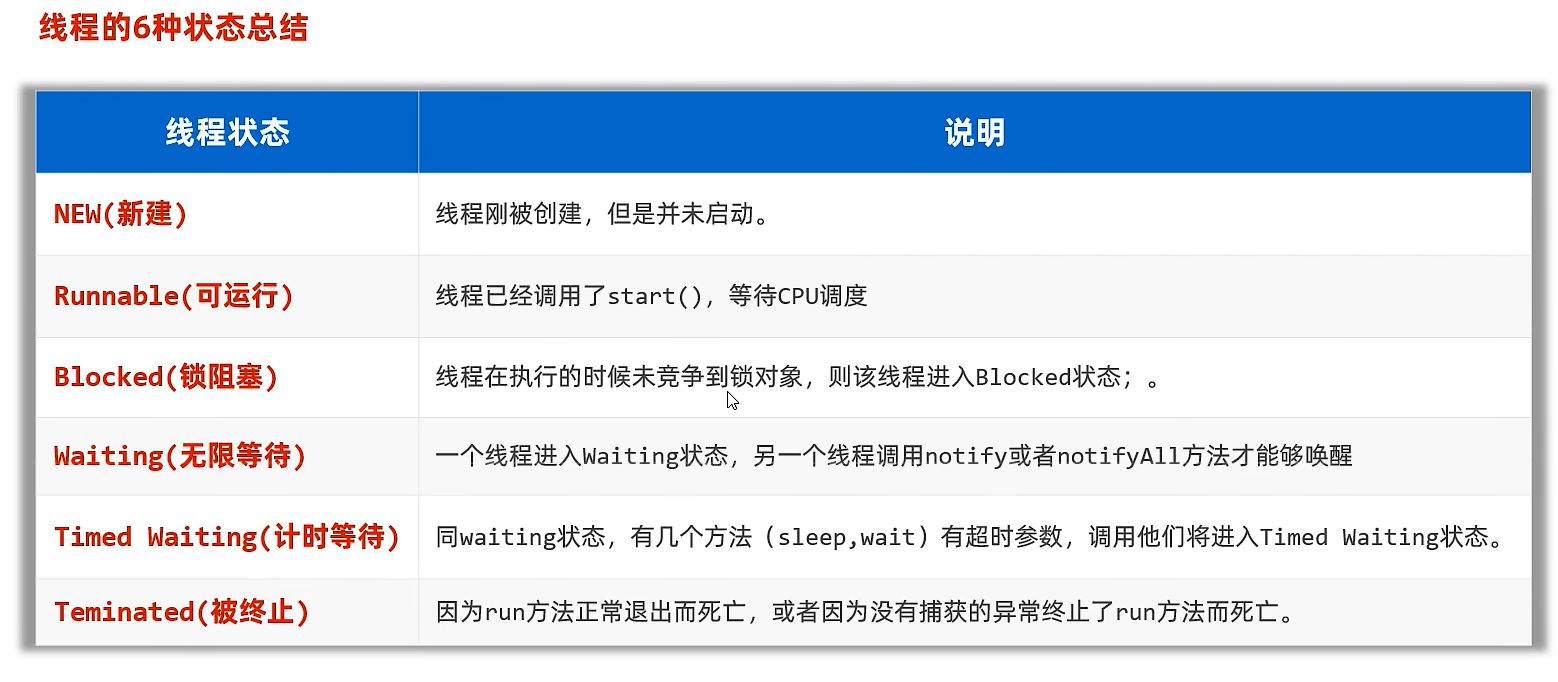 线程的6种状态总结
线程状态 说明
NEW(新建) 线程刚被创建，但是并未启动。
Runnable(可运行) 线程已经调用了start()，等待CPU调度
Blocked(锁阻塞) 线程在执行的时候未竞争到锁对象，则该线程进入Blocked状态；。
Waiting(无限等待) 一个线程进入Waiting状态，另一个线程调用notify或者notifyAll方法才能够唤醒
Timed Waiting(计时等待) 同waiting状态，有几个方法（sleep,wait）有超时参数，调用他们将进入Timed Waiting状态。
Teminated(被终止) 因为run方法正常退出而死亡，或者因为没有捕获的异常终止了run方法而死亡。